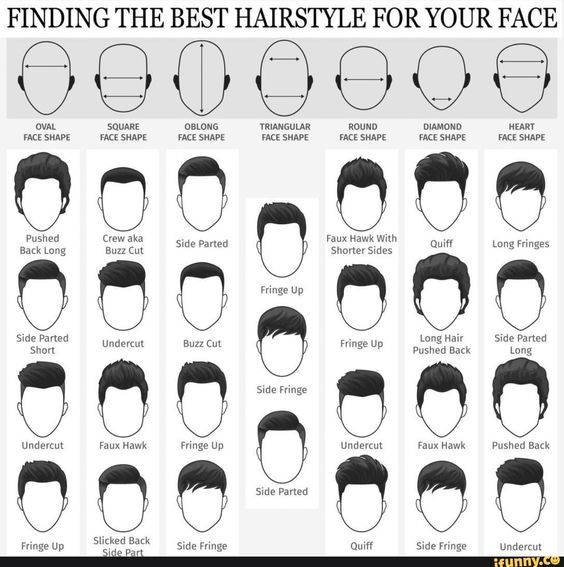 FINDING THE BEST HAIRSTYLE FOR YOUR FACE
OVAL
FACE SHAPE
SQUARE
FACE SHAPE
OBLONG
FACE SHAPE
TRIANGULAR
FACE SHAPE
ROUND
FACE SHAPE
DIAMOND
FACE SHAPE
HEART
FACE SHAPE
Pushed
Back Long
Side Parted
Short
Undercut
Fringe Up
Crew aka
Buzz Cut
Undercut
Faux Hawk
Slicked Back
Side Part
Side Parted
Buzz Cut
Fringe Up
Side Fringe
Fringe Up
Side Fringe
Side Parted
Faux Hawk With
Shorter Sides
Fringe Up
Undercut
Quiff
Quiff
Long Hair
Pushed Back
Faux Hawk
Side Fringe
Long Fringes
Side Parted
Long
Pushed Back
Undercut
ifunny.co